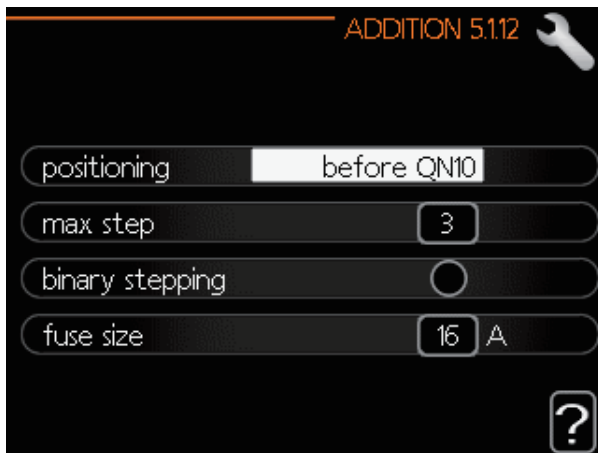 ADDITION 5.1.12
positioning before QN10
max step 3
binary stepping
fuse size 16 A
?